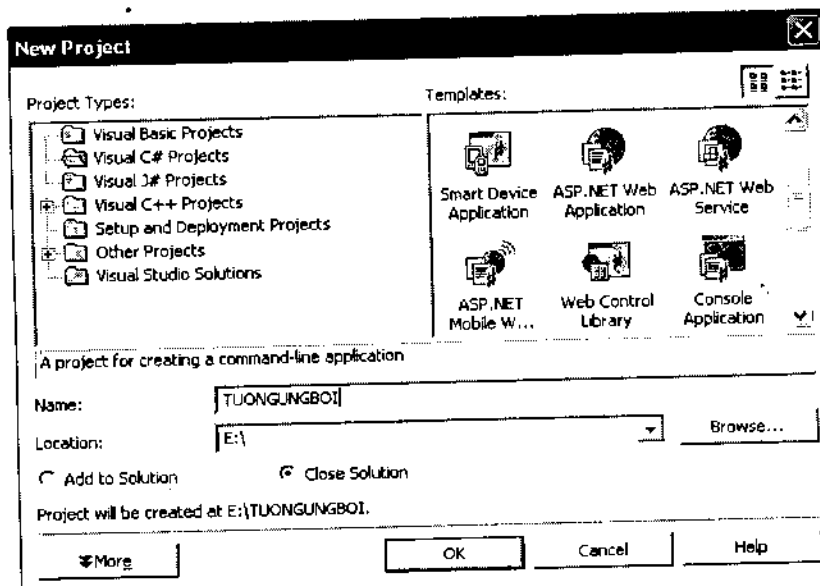 New Project
Project Types:
Templates:
Visual Basic Projects
Visual C# Projects
Visual J# Projects
Visual C++ Projects
Setup and Deployment Projects
Other Projects
Visual Studio Solutions
Smart Device
Application
ASP.NET Web
Application
ASP.NET Web
Service
ASP.NET
Mobile W...
Web Control
Library
Console
Application
A project for creating a command-line application
Name:
TUONGUNGBOI
Location:
E:\
Browse...
Add to Solution
Close Solution
Project will be created at E:\TUONGUNGBOI.
More
OK
Cancel
Help